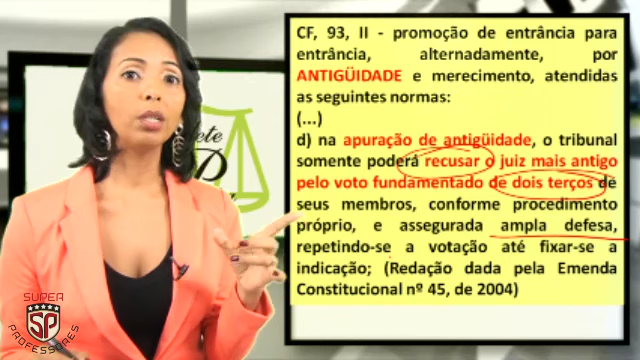 CF, 93, II - promoção de entrância para
entrância, alternadamente, por
ANTIGÜIDADE e merecimento, atendidas
as seguintes normas:
(...)
d) na apuração de antigüidade, o tribunal
somente poderá recusar o juiz mais antigo
pelo voto fundamentado de dois terços de
seus membros, conforme procedimento
próprio, e assegurada ampla defesa,
repetindo-se a votação até fixar-se a
indicação; (Redação dada pela Emenda
Constitucional nº 45, de 2004)
SUPER
SP
PROFESSORES